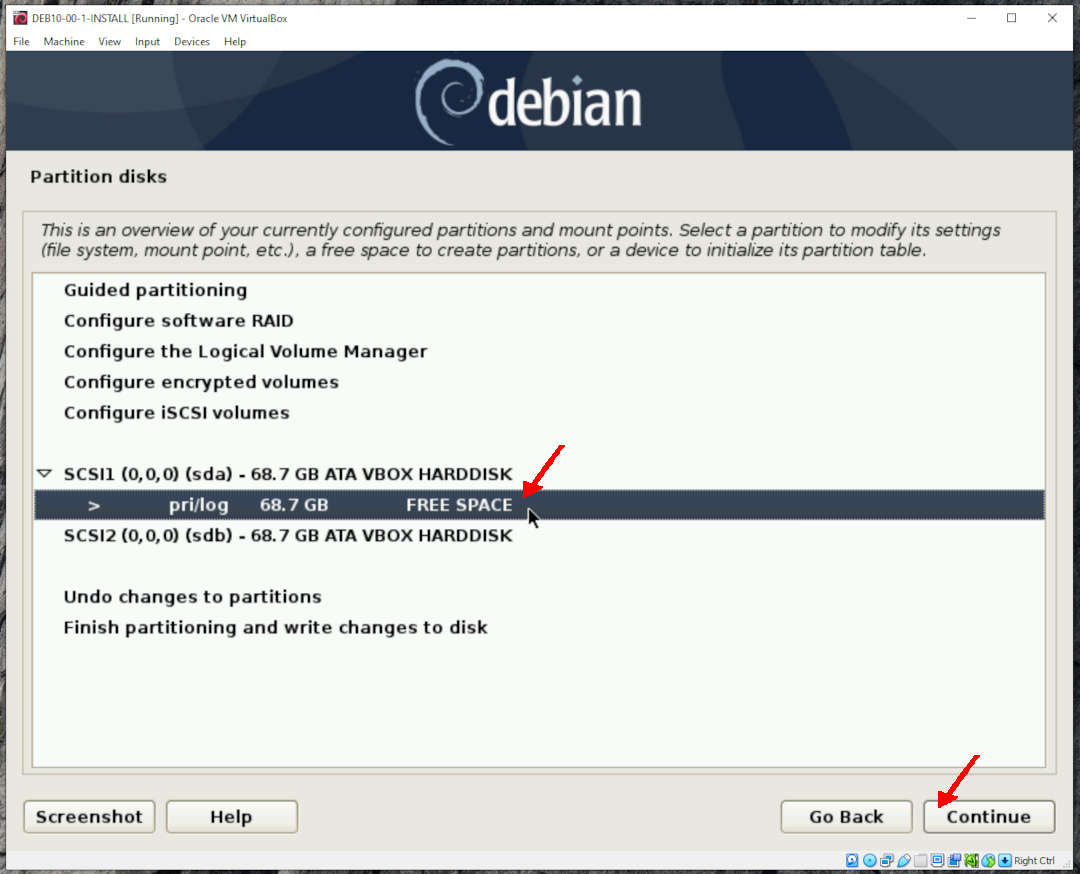 DEB10-00-1-INSTALL [Running] - Oracle VM VirtualBox
File Machine View Input Devices Help
debian
Partition disks
This is an overview of your currently configured partitions and mount points. Select a partition to modify its settings
(file system, mount point, etc.), a free space to create partitions, or a device to initialize its partition table.
Guided partitioning
Configure software RAID
Configure the Logical Volume Manager
Configure encrypted volumes
Configure iSCSI volumes
SCSI1 (0,0,0) (sda) - 68.7 GB ATA VBOX HARDDISK
> pri/log 68.7 GB FREE SPACE
SCSI2 (0,0,0) (sdb) - 68.7 GB ATA VBOX HARDDISK
Undo changes to partitions
Finish partitioning and write changes to disk
Screenshot Help Go Back Continue
Right Ctrl